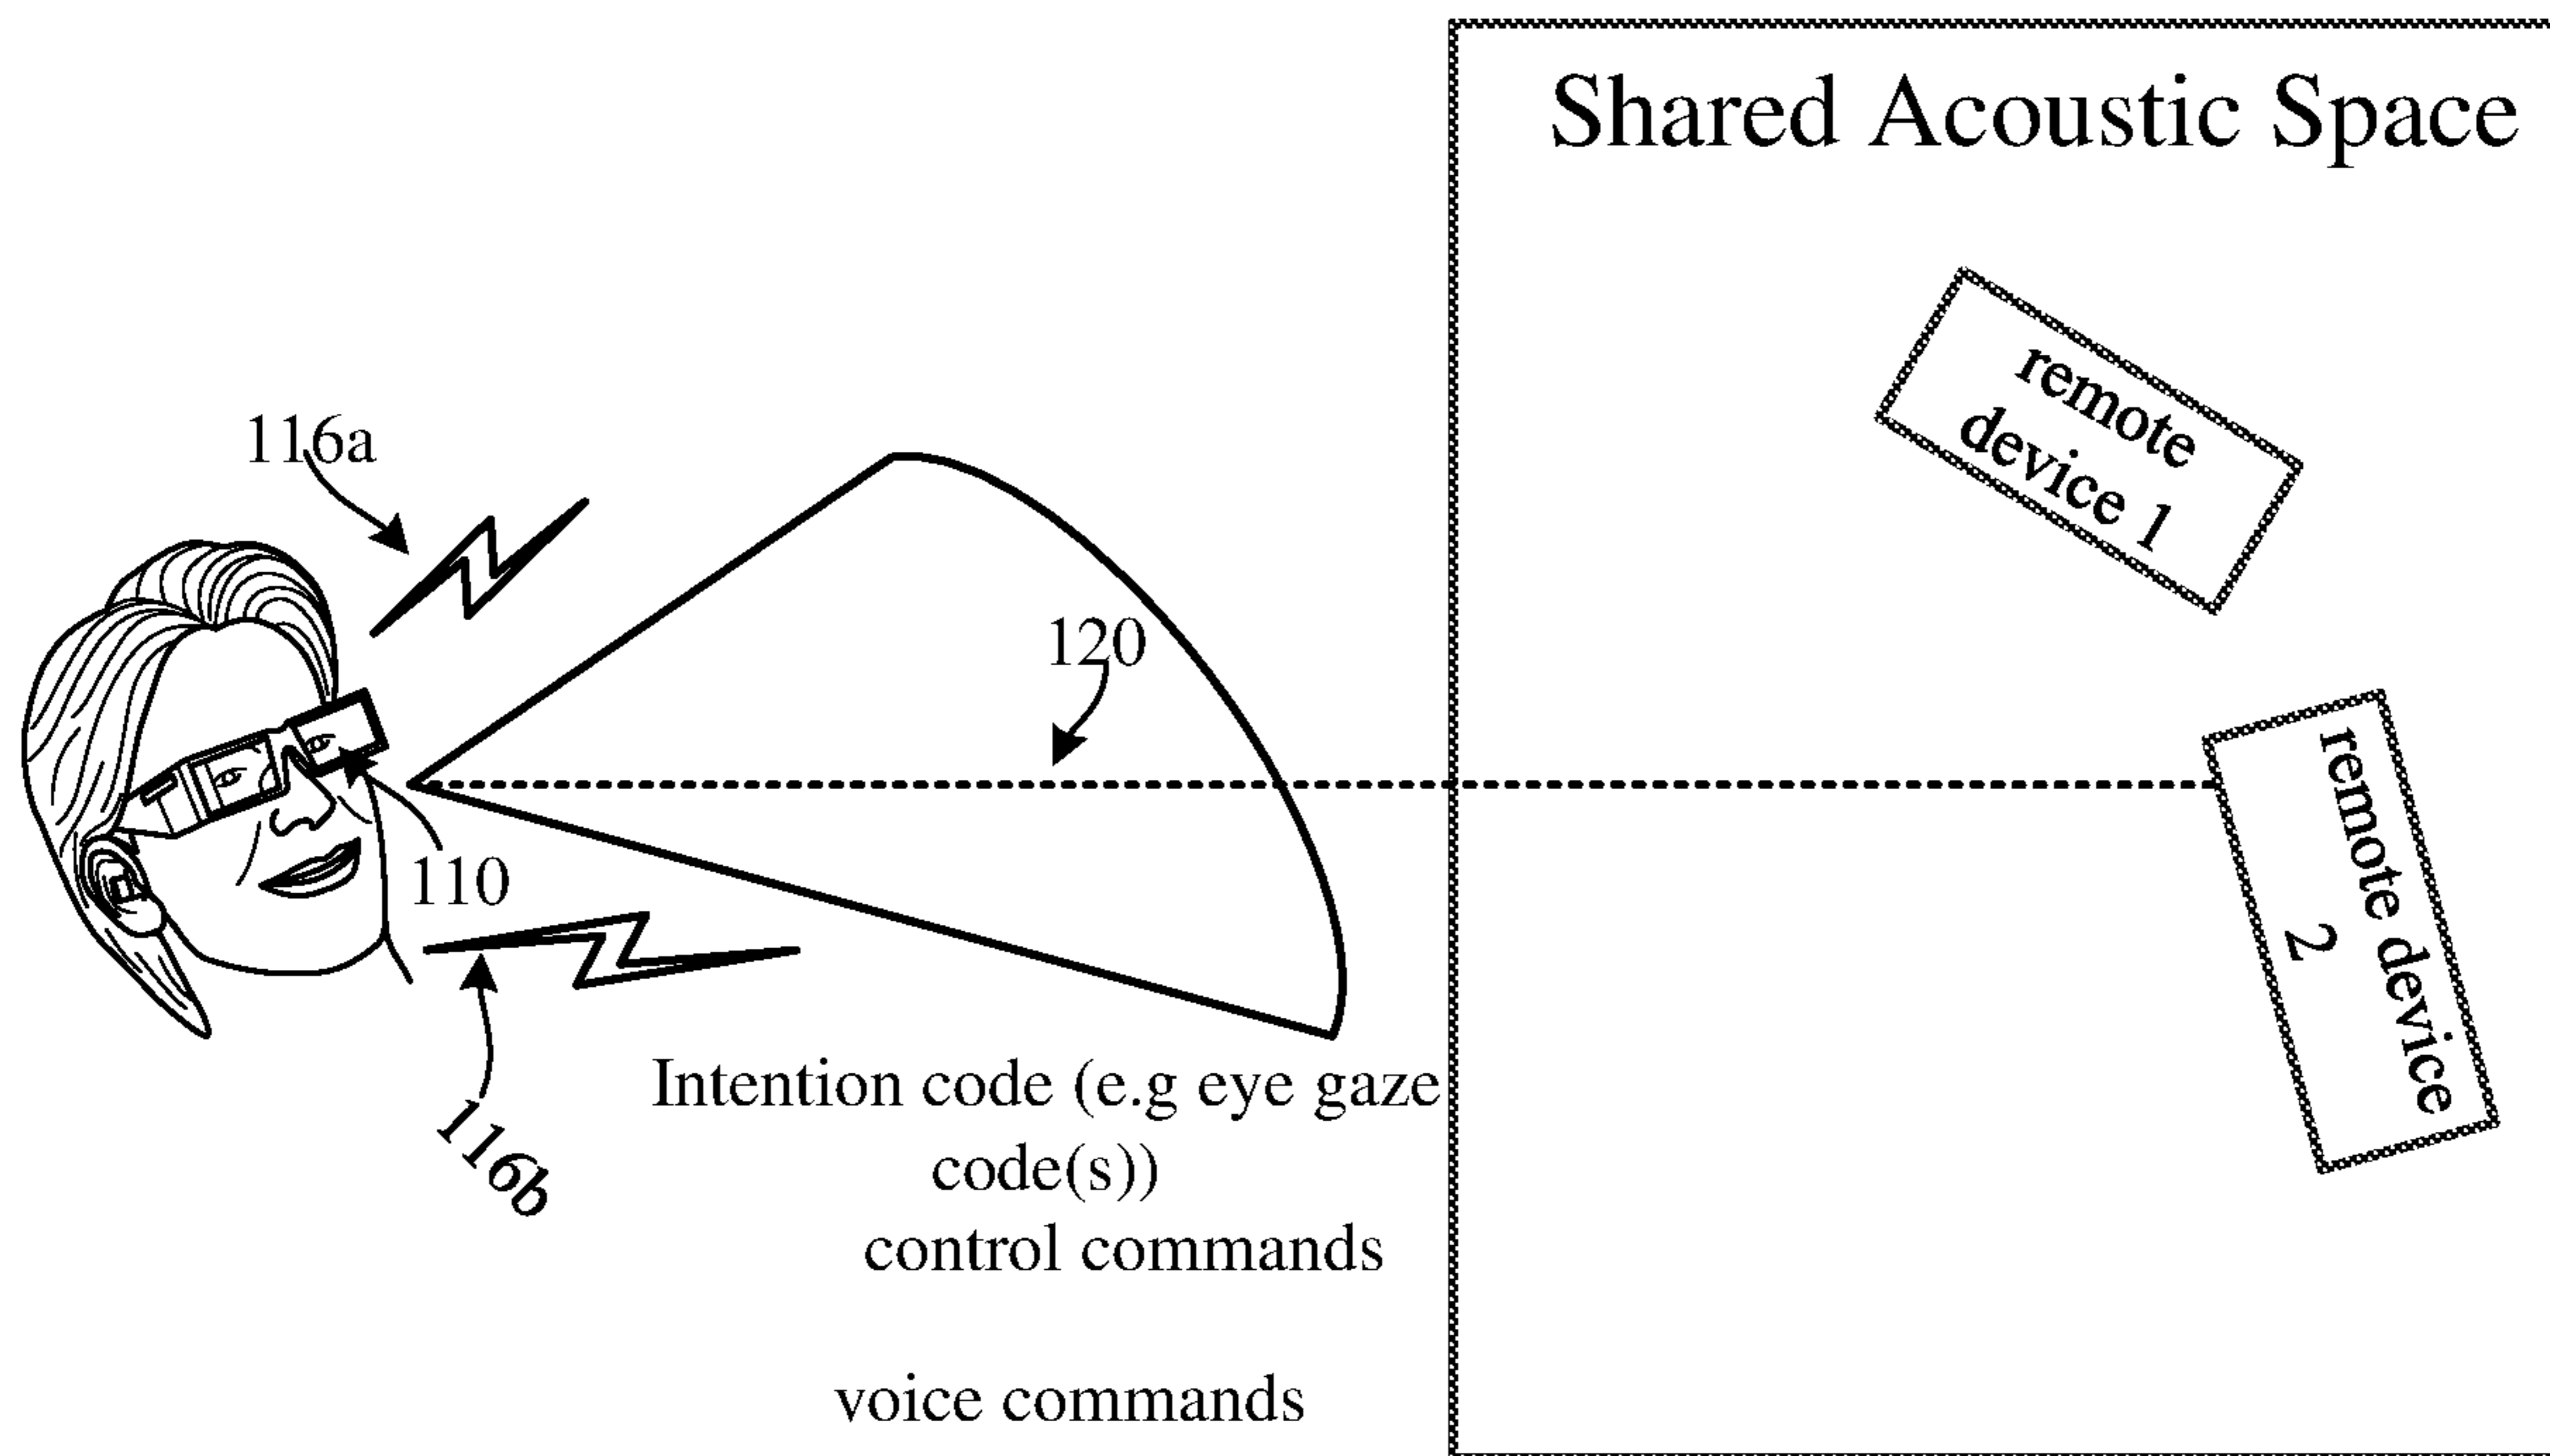 Shared Acoustic Space
remote
device 1
116a
120
remote device
2
110
116b
Intention code (e.g eye gaze
code(s))
control commands
voice commands